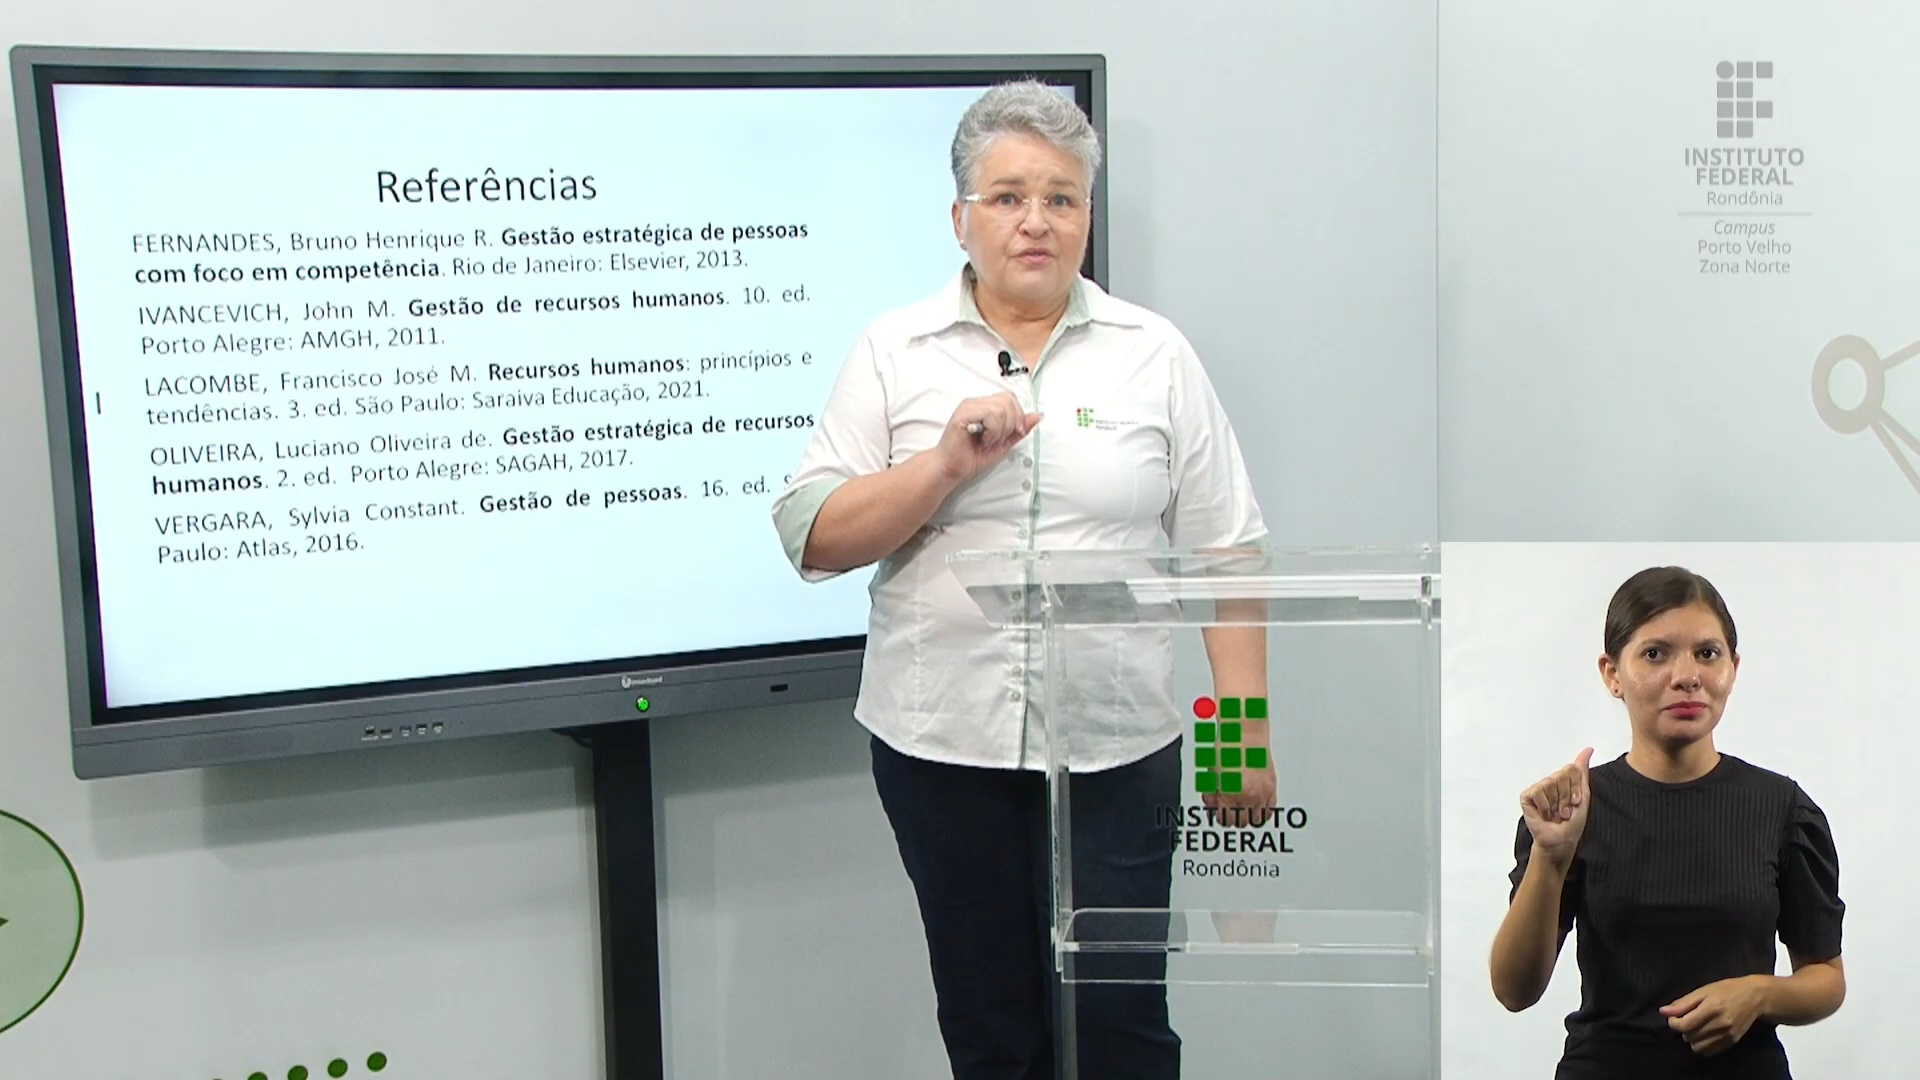 Referências
FERNANDES, Bruno Henrique R. Gestão estratégica de pessoas
com foco em competência. Rio de Janeiro: Elsevier, 2013.
IVANCEVICH, John M. Gestão de recursos humanos. 10. ed.
Porto Alegre: AMGH, 2011.
LACOMBE, Francisco José M. Recursos humanos: princípios e
tendências. 3. ed. São Paulo: Saraiva Educação, 2021.
OLIVEIRA, Luciano Oliveira de. Gestão estratégica de recursos
humanos. 2. ed. Porto Alegre: SAGAH, 2017.
VERGARA, Sylvia Constant. Gestão de pessoas. 16. ed.
Paulo: Atlas, 2016.
INSTITUTO
FEDERAL
Rondônia
Campus
Porto Velho
Zona Norte
INSTITUTO
FEDERAL
Rondônia